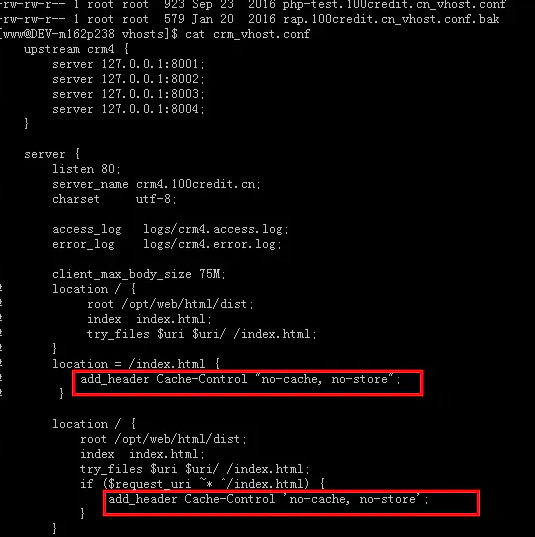 -rw-rw-r-- 1 root root 923 Sep 23 2016 php-test.100credit.cn_vhost.conf
-rw-rw-r-- 1 root root 579 Jan 20 2016 rap.100credit.cn_vhost.conf.bak
[www@DEV-m162p238 vhosts]$ cat crm_vhost.conf
upstream crm4 {
server 127.0.0.1:8001;
server 127.0.0.1:8002;
server 127.0.0.1:8003;
server 127.0.0.1:8004;
}
server {
listen 80;
server_name crm4.100credit.cn;
charset utf-8;
access_log logs/crm4.access.log;
error_log logs/crm4.error.log;
client_max_body_size 75M;
location / {
root /opt/web/html/dist;
index index.html;
try_files $uri $uri/ /index.html;
}
location = /index.html {
add_header Cache-Control "no-cache, no-store";
}
location / {
root /opt/web/html/dist;
index index.html;
try_files $uri $uri/ /index.html;
if ($request_uri ~* ^/index.html) {
add_header Cache-Control 'no-cache, no-store';
}
}